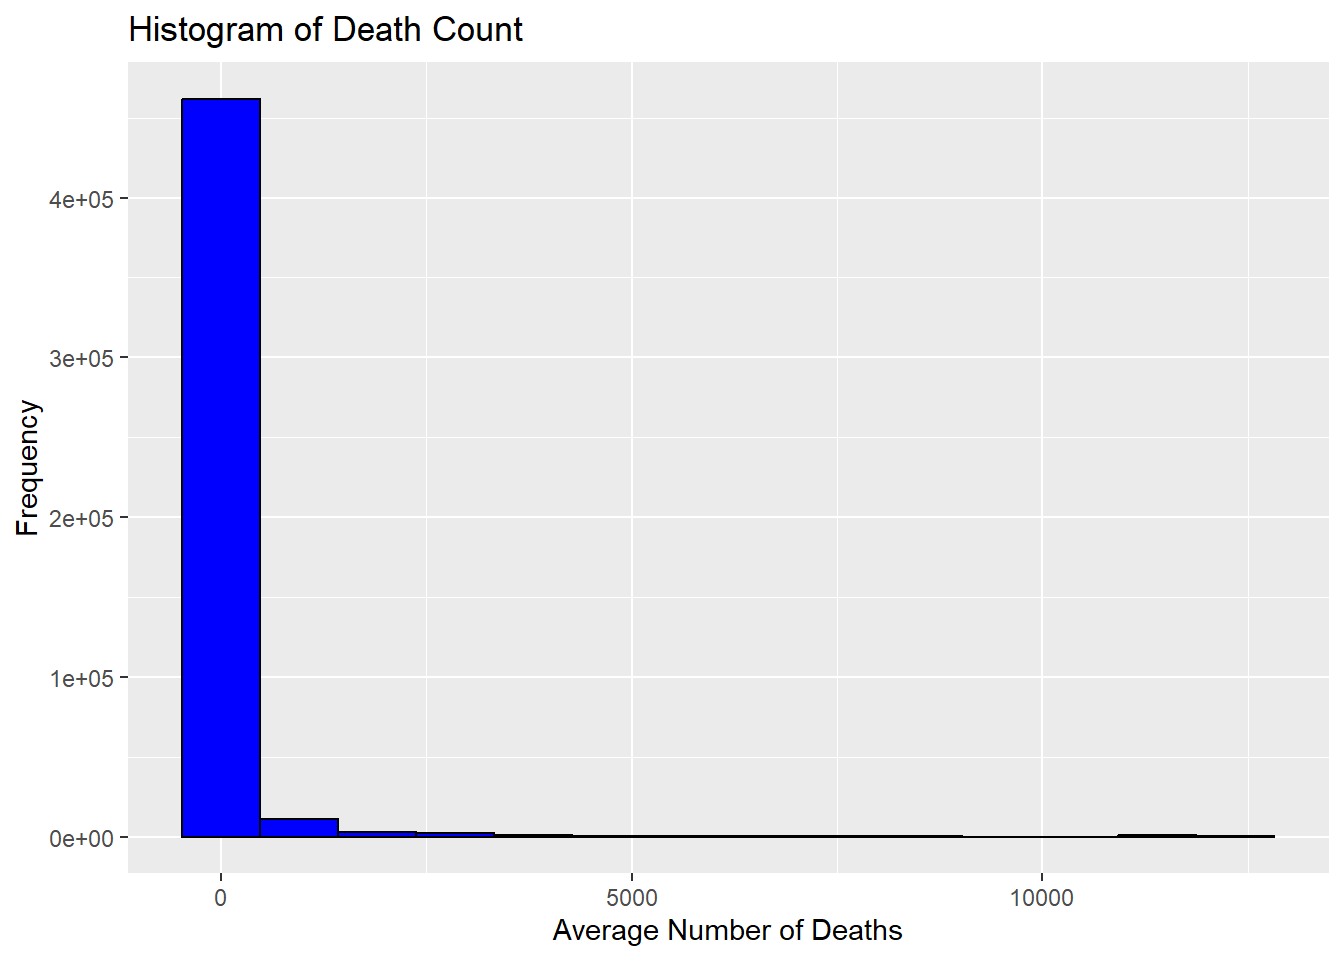 Histogram of Death Count
4e+05
3e+05
2e+05
1e+05
0e+00
Frequency
0 5000 10000
Average Number of Deaths